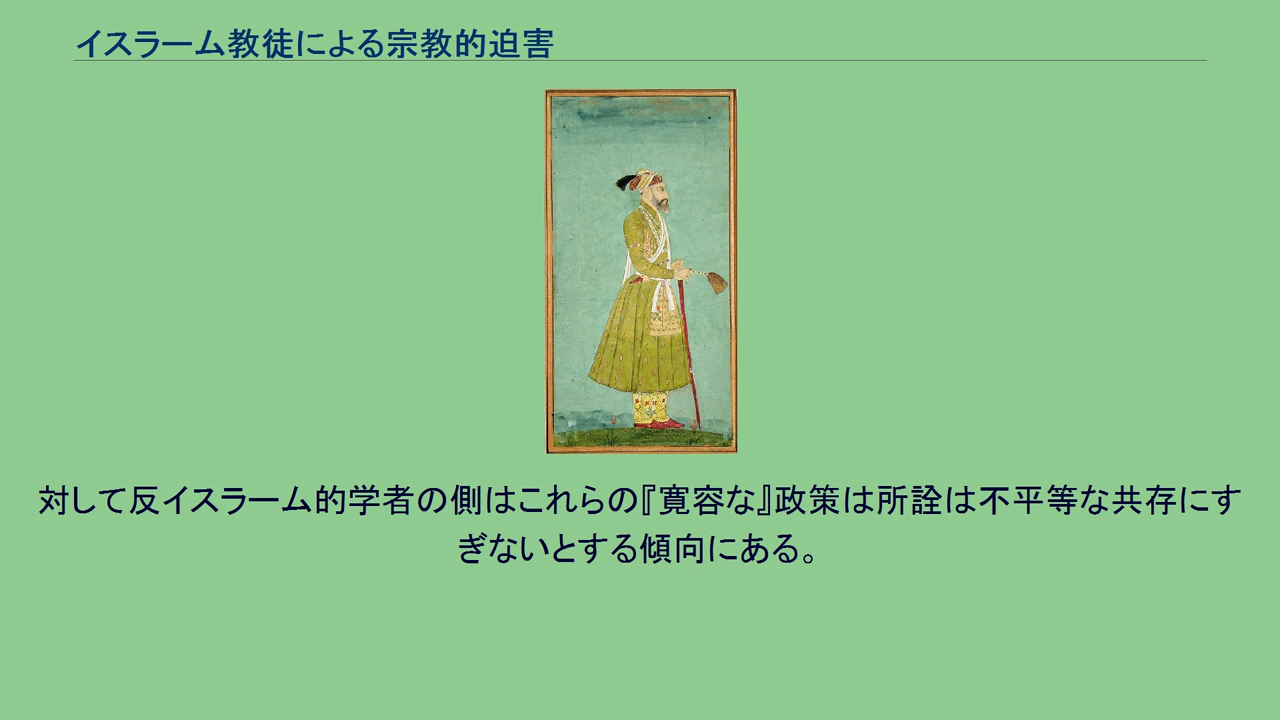 イスラーム教徒による宗教的迫害
対して反イスラーム的学者の側はこれらの『寛容な』政策は所詮は不平等な共存にす
ぎないとする傾向にある。